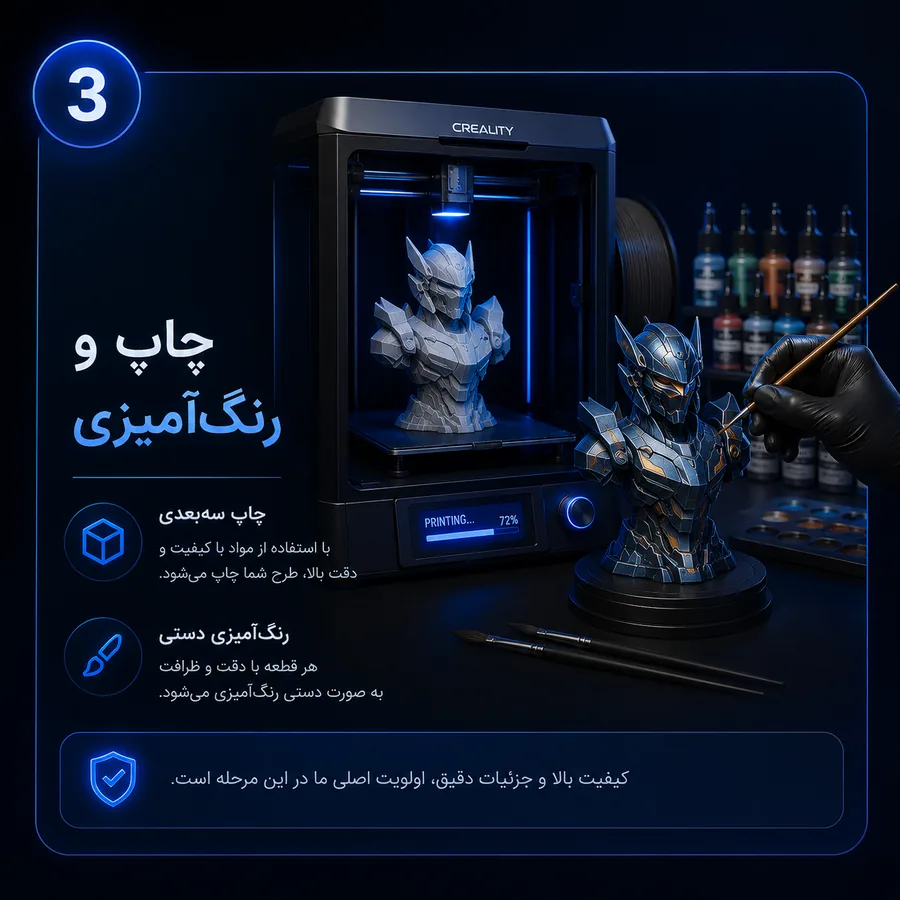 3
CREALITY
چاپ و
رنگ‌آمیزی
PRINTING... 72%
چاپ سه‌بعدی
با استفاده از مواد با کیفیت و
دقت بالا، طرح شما چاپ می‌شود.
رنگ‌آمیزی دستی
هر قطعه با دقت و ظرافت
به صورت دستی رنگ‌آمیزی می‌شود.
کیفیت بالا و جزئیات دقیق، اولویت اصلی ما در این مرحله است.